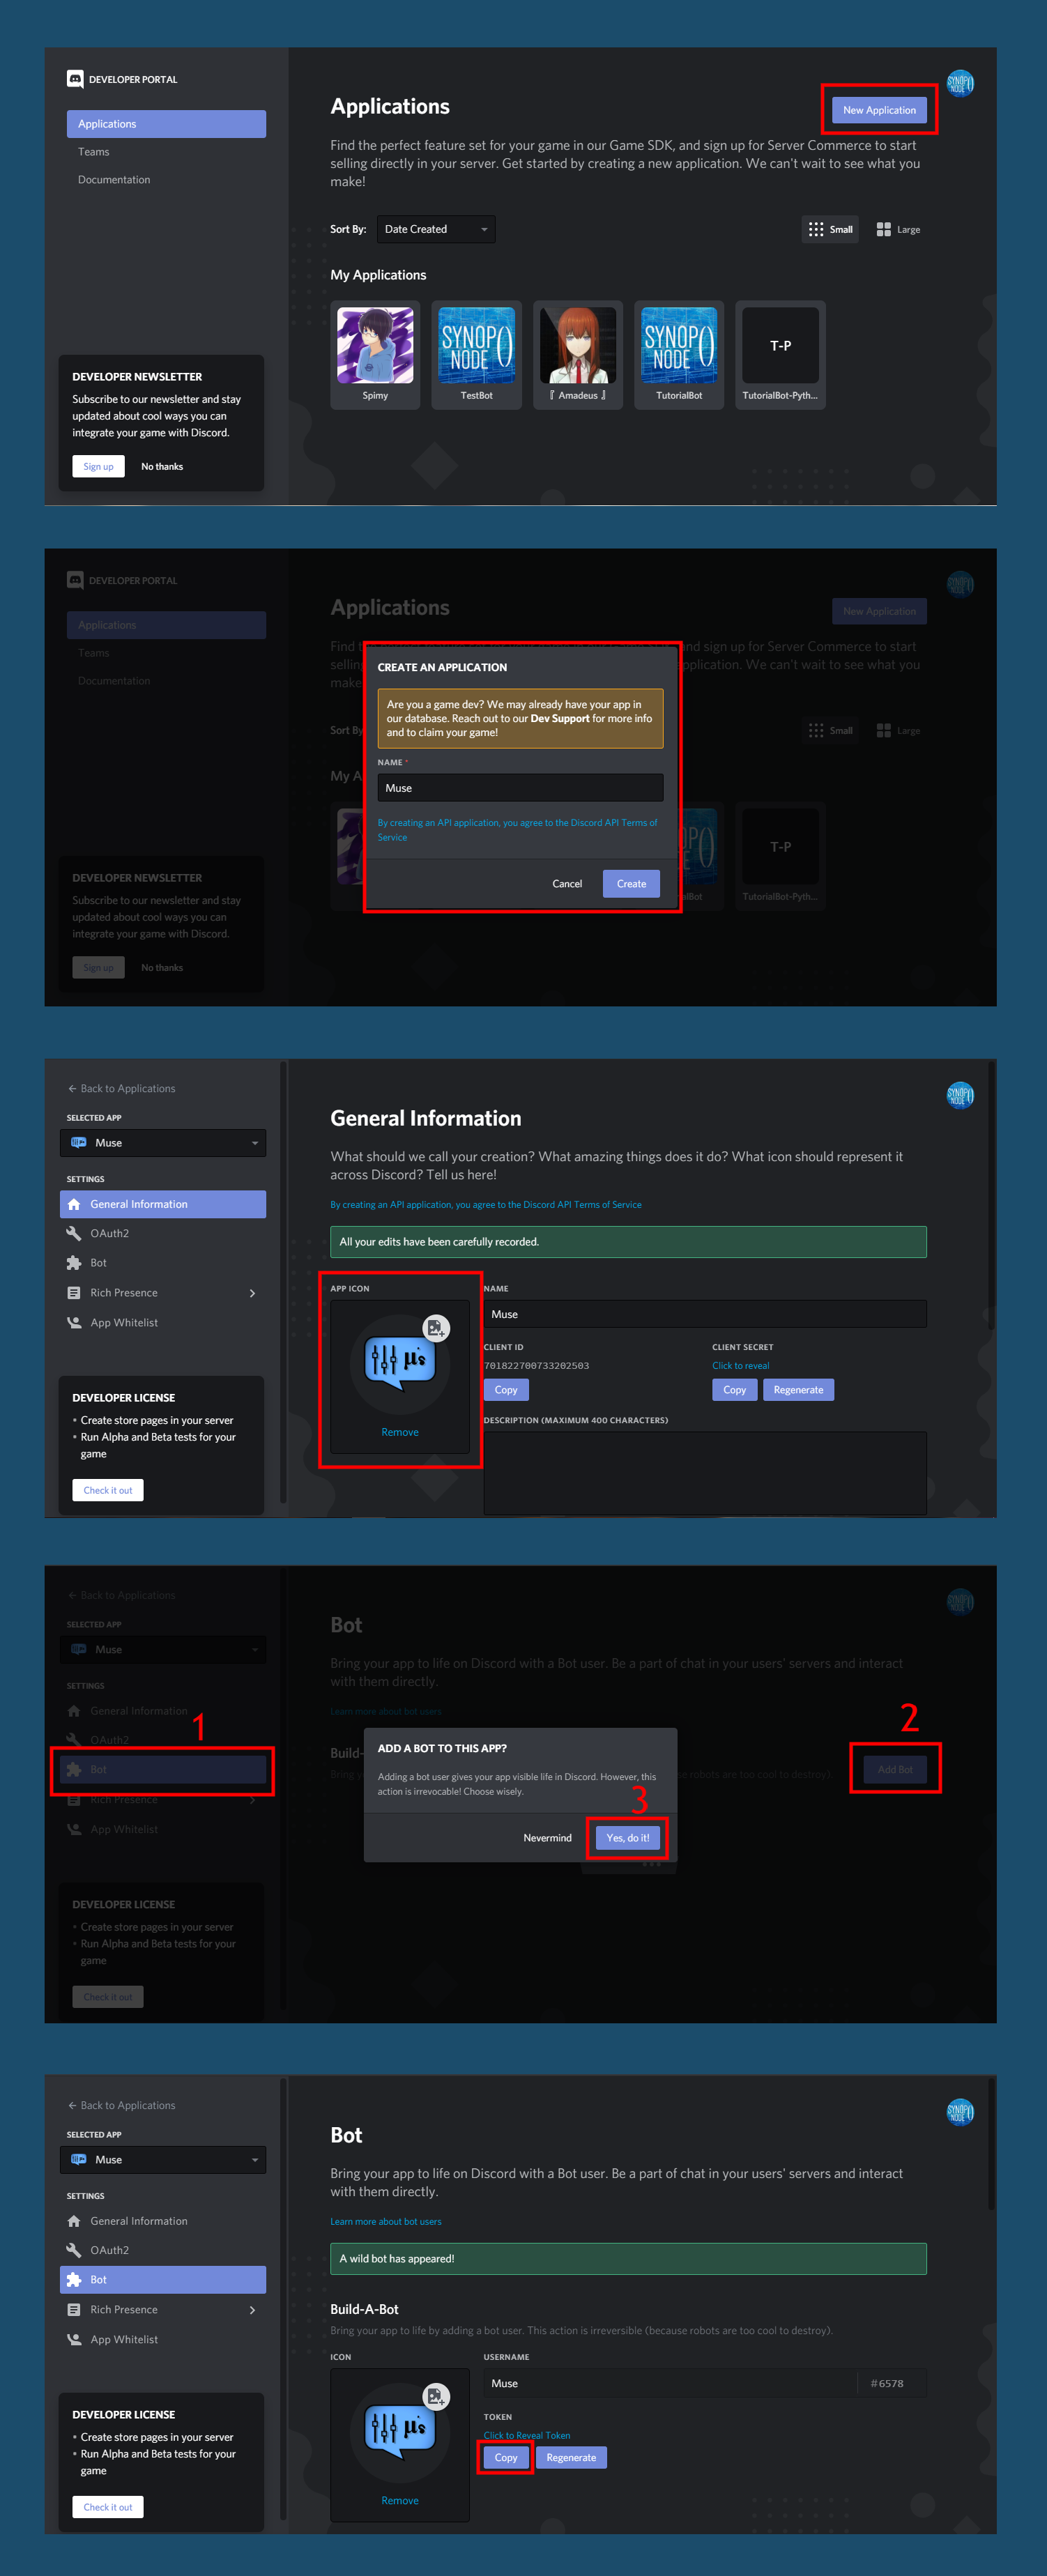 DEVELOPER PORTAL
Applications
Teams
Documentation
DEVELOPER NEWSLETTER
Subscribe to our newsletter and stay
updated about cool ways you can
integrate your game with Discord.
Sign up
No thanks
Applications
New Application
SYNOP()
NODE
Find the perfect feature set for your game in our Game SDK, and sign up for Server Commerce to start
selling directly in your server. Get started by creating a new application. We can't wait to see what you
make!
Sort By:
Date Created
Small
Large
My Applications
Spimy
SYNOP()
NODE
TestBot
『 Amadeus 』
SYNOP()
NODE
TutorialBot
T-P
TutorialBot-Pyth...
DEVELOPER PORTAL
Applications
Teams
Documentation
DEVELOPER NEWSLETTER
Subscribe to our newsletter and stay
updated about cool ways you can
integrate your game with Discord.
Sign up
No thanks
Applications
New Application
SYNOP()
NODE
Find t
nd sign up for Server Commerce to start
selling
pplication. We can't wait to see what you
make
Sort By
Small
Large
My A
T-P
alBot
TutorialBot-Pyth...
CREATE AN APPLICATION
Are you a game dev? We may already have your app in
our database. Reach out to our Dev Support for more info
and to claim your game!
NAME *
Muse
By creating an API application, you agree to the Discord API Terms of
Service
Cancel
Create
← Back to Applications
SELECTED APP
Muse
SETTINGS
General Information
OAuth2
Bot
Rich Presence
App Whitelist
DEVELOPER LICENSE
• Create store pages in your server
• Run Alpha and Beta tests for your
game
Check it out
SYNOP()
NODE
General Information
What should we call your creation? What amazing things does it do? What icon should represent it
across Discord? Tell us here!
By creating an API application, you agree to the Discord API Terms of Service
All your edits have been carefully recorded.
APP ICON
μ's
Remove
NAME
Muse
CLIENT ID
701822700733202503
Copy
CLIENT SECRET
Click to reveal
Copy
Regenerate
DESCRIPTION (MAXIMUM 400 CHARACTERS)
← Back to Applications
SELECTED APP
Muse
SETTINGS
General Information
1
OAuth2
Bot
Rich Presence
App Whitelist
DEVELOPER LICENSE
• Create store pages in your server
• Run Alpha and Beta tests for your
game
Check it out
SYNOP()
NODE
Bot
Bring your app to life on Discord with a Bot user. Be a part of chat in your users' servers and interact
with them directly.
Learn more about bot users
2
Build-
Bring y
se robots are too cool to destroy).
Add Bot
ADD A BOT TO THIS APP?
Adding a bot user gives your app visible life in Discord. However, this
action is irrevocable! Choose wisely.
3
Nevermind
Yes, do it!
← Back to Applications
SELECTED APP
Muse
SETTINGS
General Information
OAuth2
Bot
Rich Presence
App Whitelist
DEVELOPER LICENSE
• Create store pages in your server
• Run Alpha and Beta tests for your
game
Check it out
SYNOP()
NODE
Bot
Bring your app to life on Discord with a Bot user. Be a part of chat in your users' servers and interact
with them directly.
Learn more about bot users
A wild bot has appeared!
Build-A-Bot
Bring your app to life by adding a bot user. This action is irreversible (because robots are too cool to destroy).
ICON
μ's
Remove
USERNAME
Muse
#6578
TOKEN
Click to Reveal Token
Copy
Regenerate